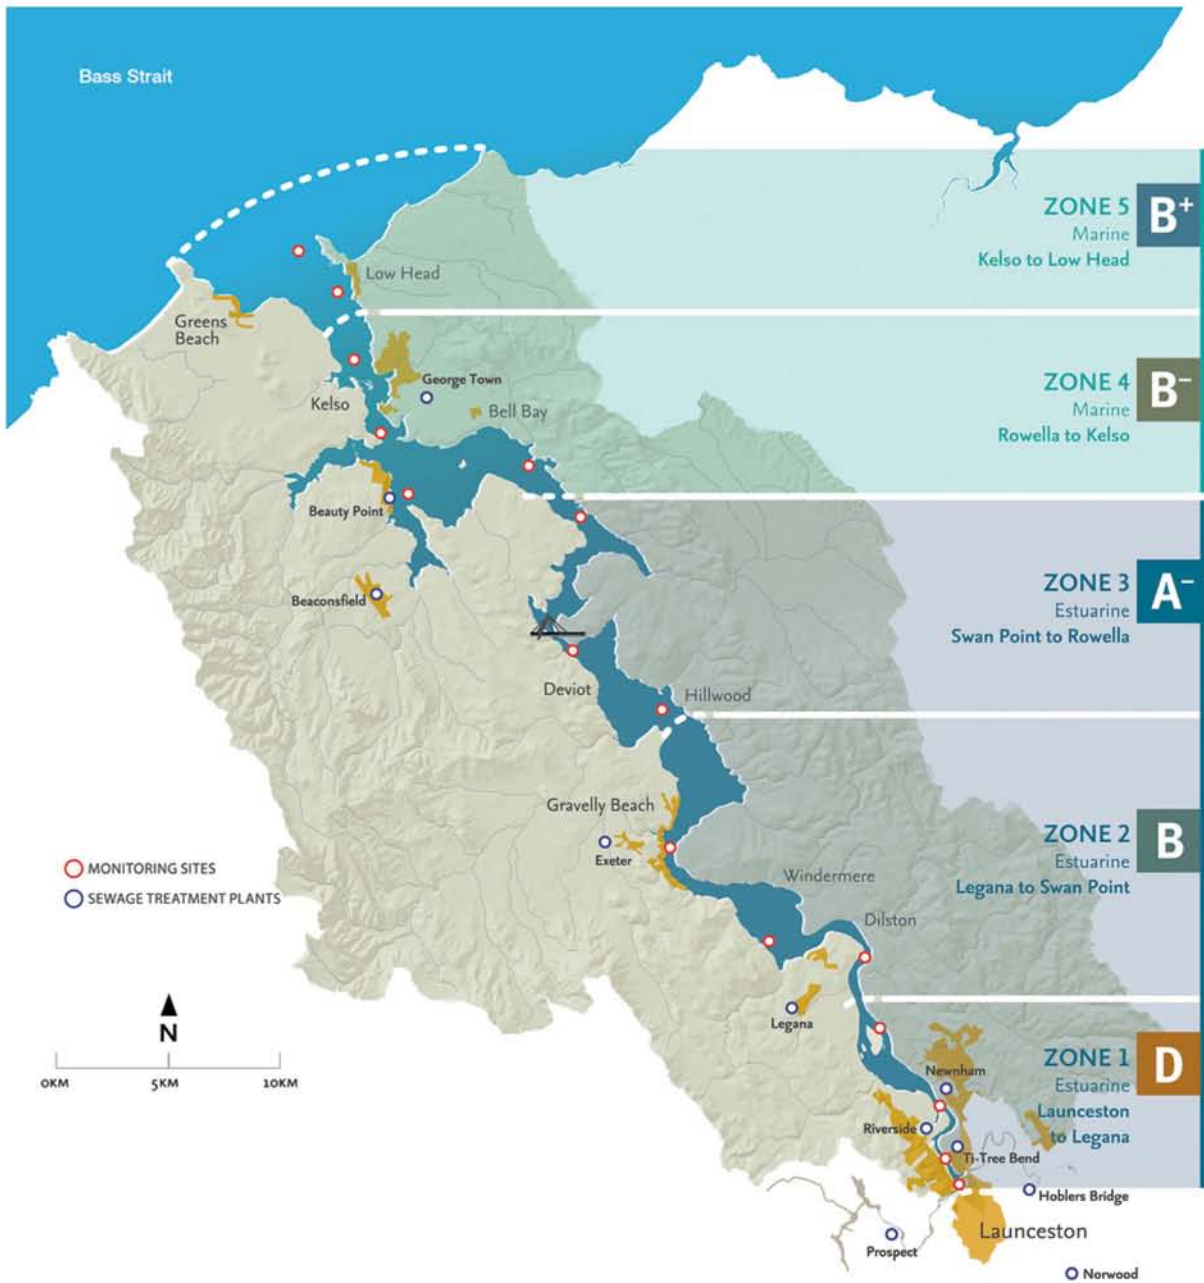 Bass Strait
ZONE 5
B+
Marine
Kelso to Low Head
Low Head
Greens
Beach
George Town
Kelso
Bell Bay
ZONE 4
B-
Marine
Rowella to Kelso
Beauty Point
Beaconsfield
ZONE 3
A-
Estuarine
Swan Point to Rowella
Deviot
Hillwood
Gravelly Beach
Exeter
ZONE 2
B
Estuarine
Legana to Swan Point
MONITORING SITES
SEWAGE TREATMENT PLANTS
Windermere
Dilston
N
0KM
5KM
10KM
Legana
ZONE 1
D
Estuarine
Launceston
to Legana
Newnham
Riverside
Ti-Tree Bend
Hoblers Bridge
Launceston
Prospect
Norwood